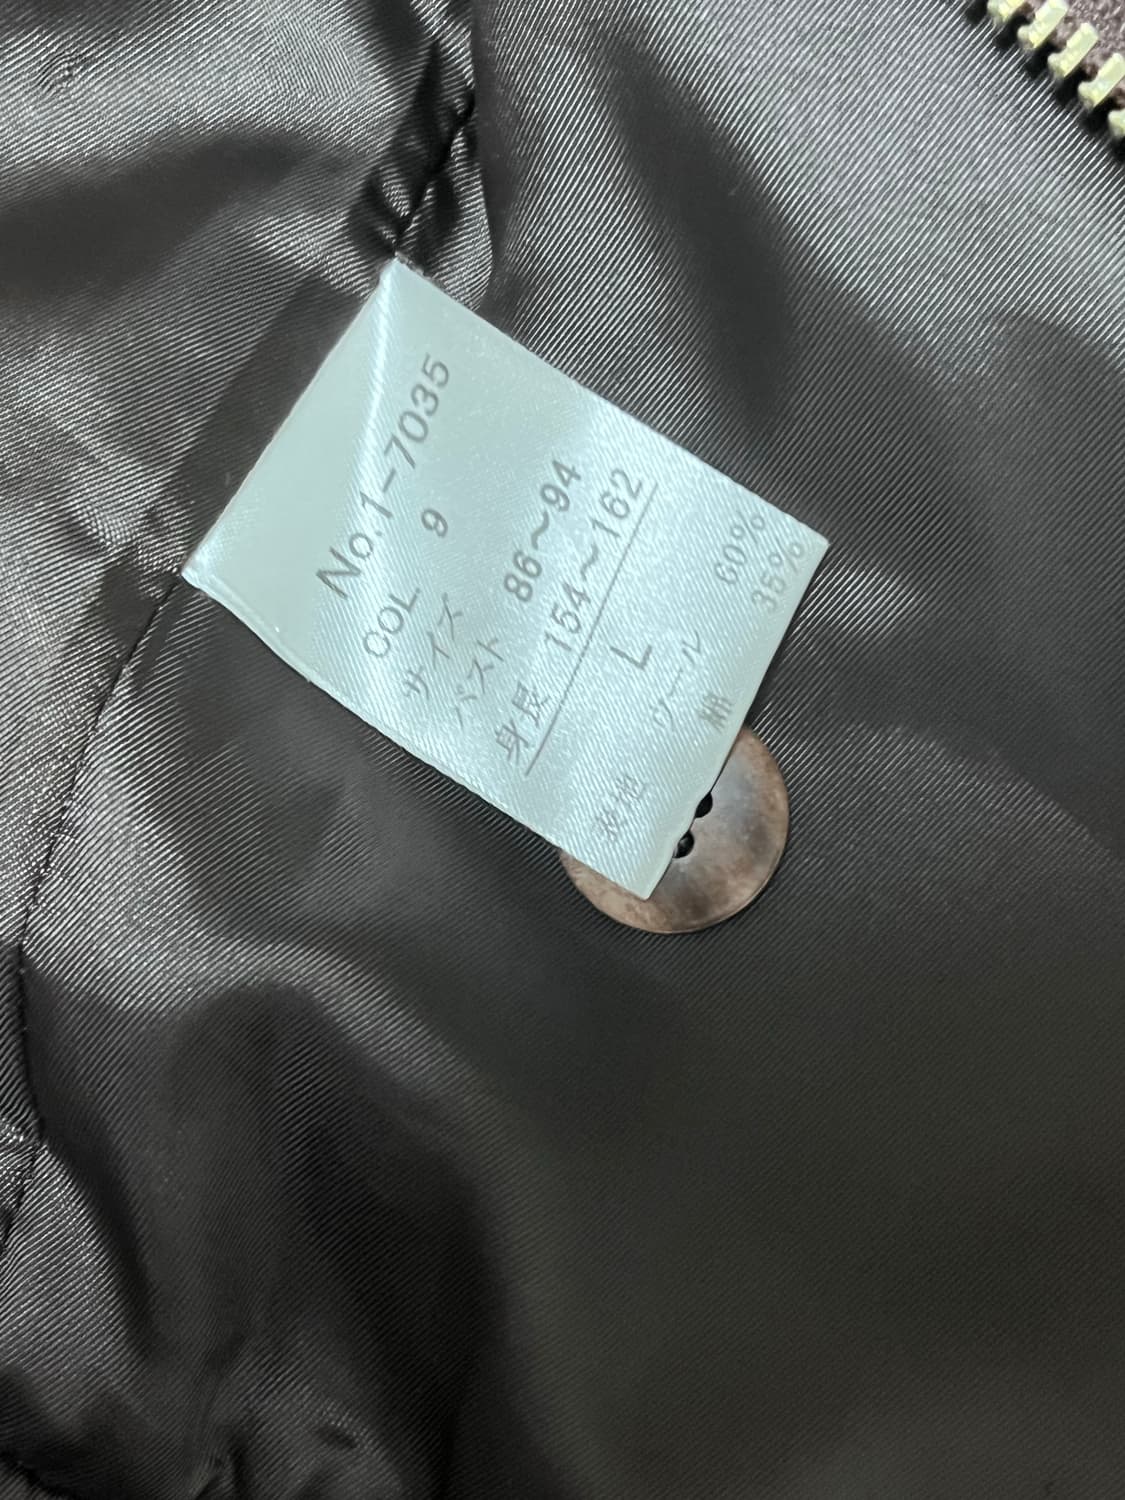 No.1-7035
COL. 9
サイズ
バスト 86〜94
身長 154〜162
L
表地 ウール 60%
35%